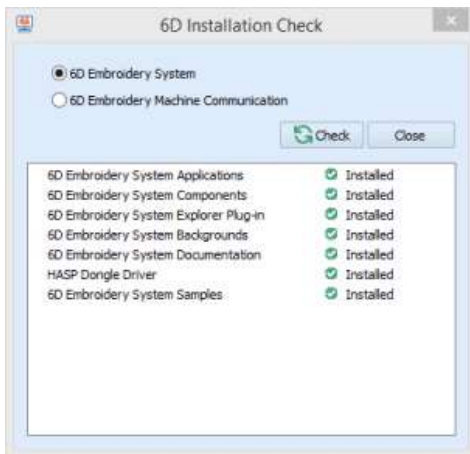 6D Installation Check
6D Embroidery System
6D Embroidery Machine Communication
Check Close
6D Embroidery System Applications Installed
6D Embroidery System Components Installed
6D Embroidery System Explorer Plug-in Installed
6D Embroidery System Backgrounds Installed
6D Embroidery System Documentation Installed
HASP Dongle Driver Installed
6D Embroidery System Samples Installed